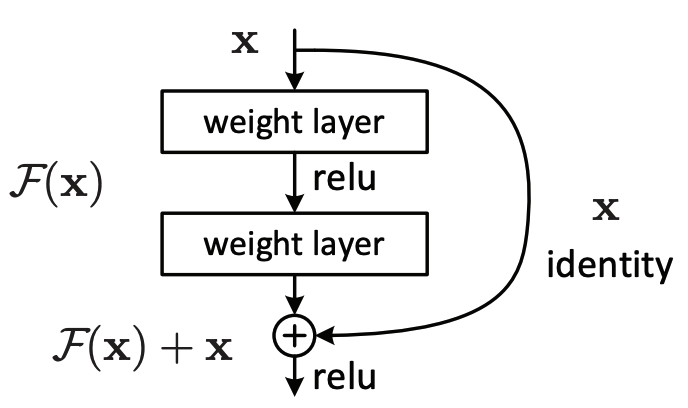 x
weight layer
F(x)
relu
x
weight layer
identity
F(x) + x
+
relu